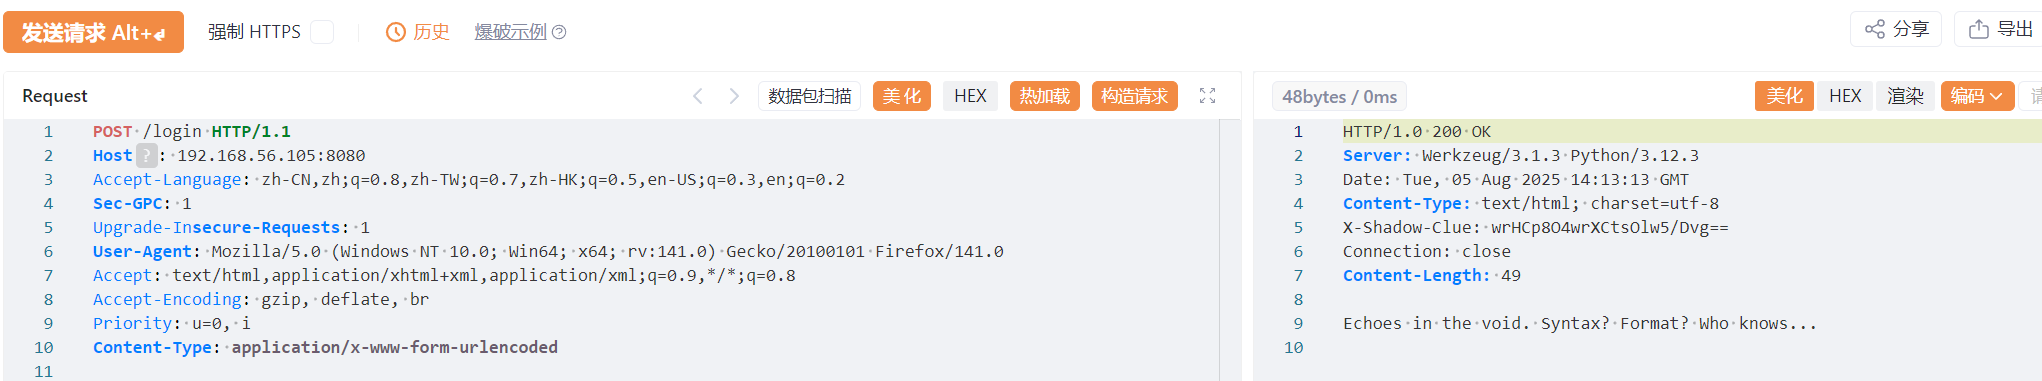 发送请求 Alt+⏎ 强制 HTTPS 历史 爆破示例 分享 导出
Request 数据包扫描 美化 HEX 热加载 构造请求
1 POST /login HTTP/1.1
2 Host ? : 192.168.56.105:8080
3 Accept-Language: zh-CN,zh;q=0.8,zh-TW;q=0.7,zh-HK;q=0.5,en-US;q=0.3,en;q=0.2
4 Sec-GPC: 1
5 Upgrade-Insecure-Requests: 1
6 User-Agent: Mozilla/5.0 (Windows NT 10.0; Win64; x64; rv:141.0) Gecko/20100101 Firefox/141.0
7 Accept: text/html,application/xhtml+xml,application/xml;q=0.9,*/*;q=0.8
8 Accept-Encoding: gzip, deflate, br
9 Priority: u=0, i
10 Content-Type: application/x-www-form-urlencoded
11
48bytes / 0ms 美化 HEX 渲染 编码 请
1 HTTP/1.0 200 OK
2 Server: Werkzeug/3.1.3 Python/3.12.3
3 Date: Tue, 05 Aug 2025 14:13:13 GMT
4 Content-Type: text/html; charset=utf-8
5 X-Shadow-Clue: wrHCp8O4wrXCtsOlw5/Dvg==
6 Connection: close
7 Content-Length: 49
8
9 Echoes in the void. Syntax? Format? Who knows...
10